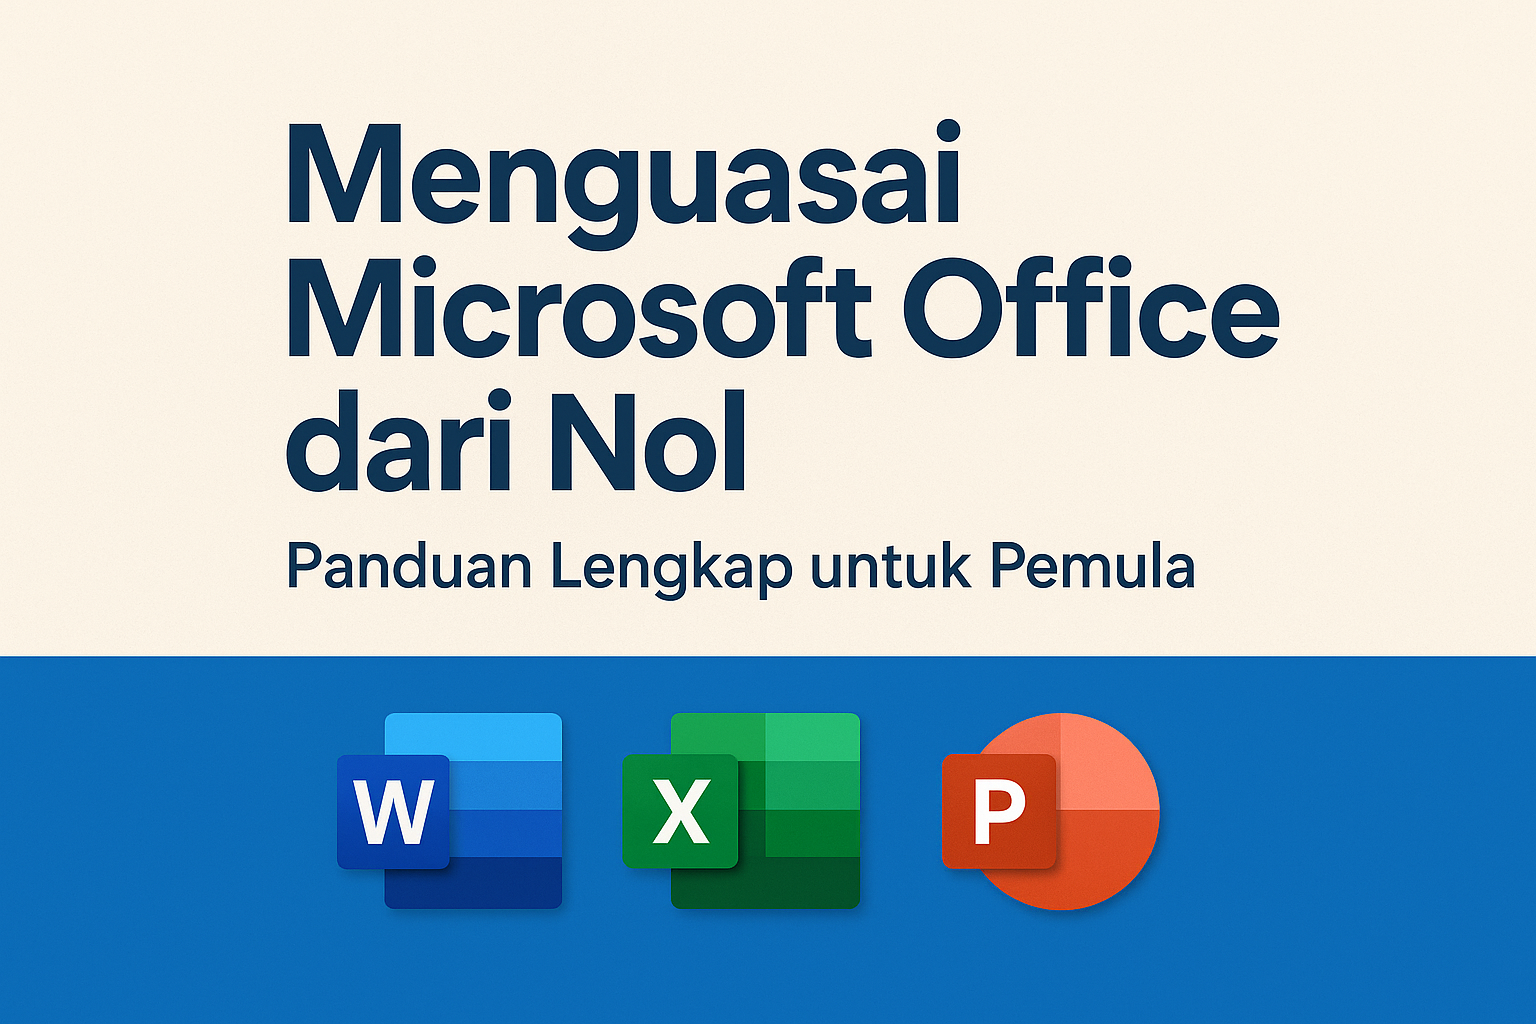 Menguasai
Microsoft Office
dari Nol
Panduan Lengkap untuk Pemula
W X P